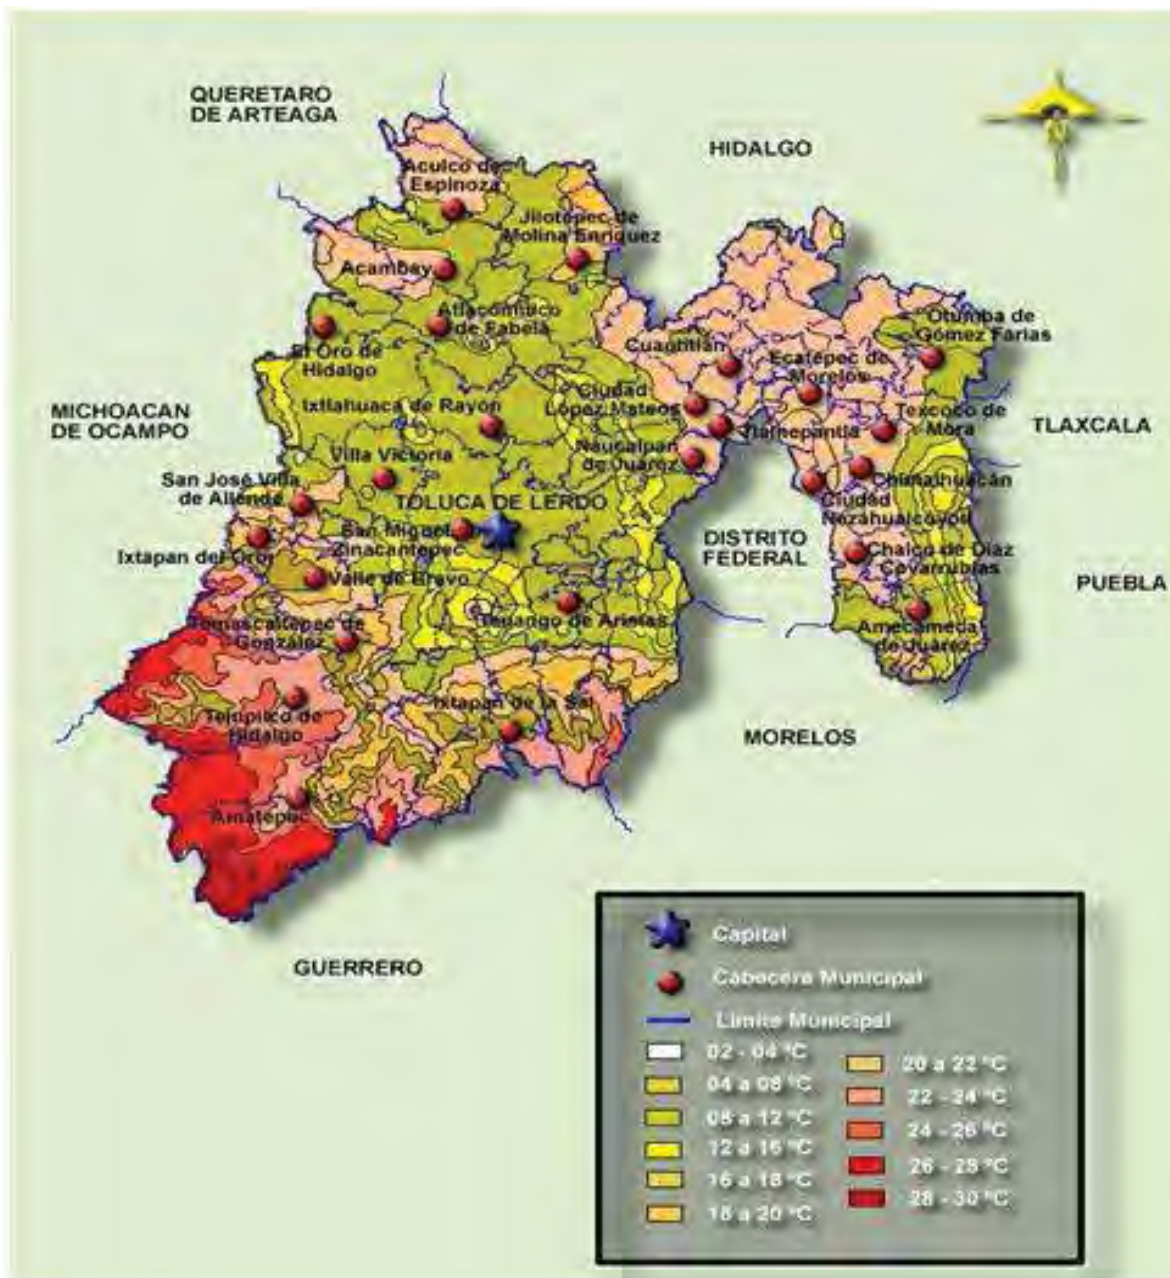 QUERETARO
DE ARTEAGA
HIDALGO
Aculco de
Espinoza
Jilotepec de
Molina Enriquez
Acambay
Atlacomulco
de Fabela
Otumba de
Gómez Farias
El Oro de
Hidalgo
Cuautitlán
Ecatepec de
Morelos
MICHOACAN
DE OCAMPO
Ixtlahuaca de Rayón
Ciudad
López Mateos
Tlalnepantla
Texcoco de
Mora
TLAXCALA
Villa Victoria
Naucalpan
de Juárez
San José Villa
de Allende
Chimalhuacán
TOLUCA DE LERDO
Ciudad
Nezahualcoyotl
San Miguel
Zinacantepec
DISTRITO
FEDERAL
Ixtapan del Oro
Chalco de Díaz
Covarrubias
Valle de Bravo
PUEBLA
Temascaltepec de
González
Tenango de Aristas
Amecameca
de Juárez
Ixtapan de la Sal
Tejupilco de
Hidalgo
MORELOS
Amatepec
GUERRERO
Capital
Cabecera Municipal
Limite Municipal
02 - 04 °C
04 a 08 °C
08 a 12 °C
12 a 16 °C
16 a 18 °C
18 a 20 °C
20 a 22 °C
22 - 24 °C
24 - 26 °C
26 - 28 °C
28 - 30 °C